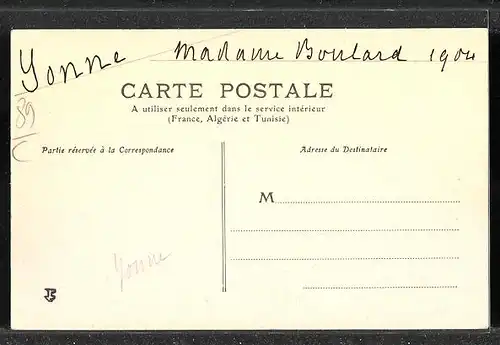 Yonne Madame Boulard 1904
89
CARTE POSTALE
A utiliser seulement dans le service intérieur
(France, Algérie et Tunisie)
Partie réservée à la Correspondance
Adresse du Destinataire
M
Yonne